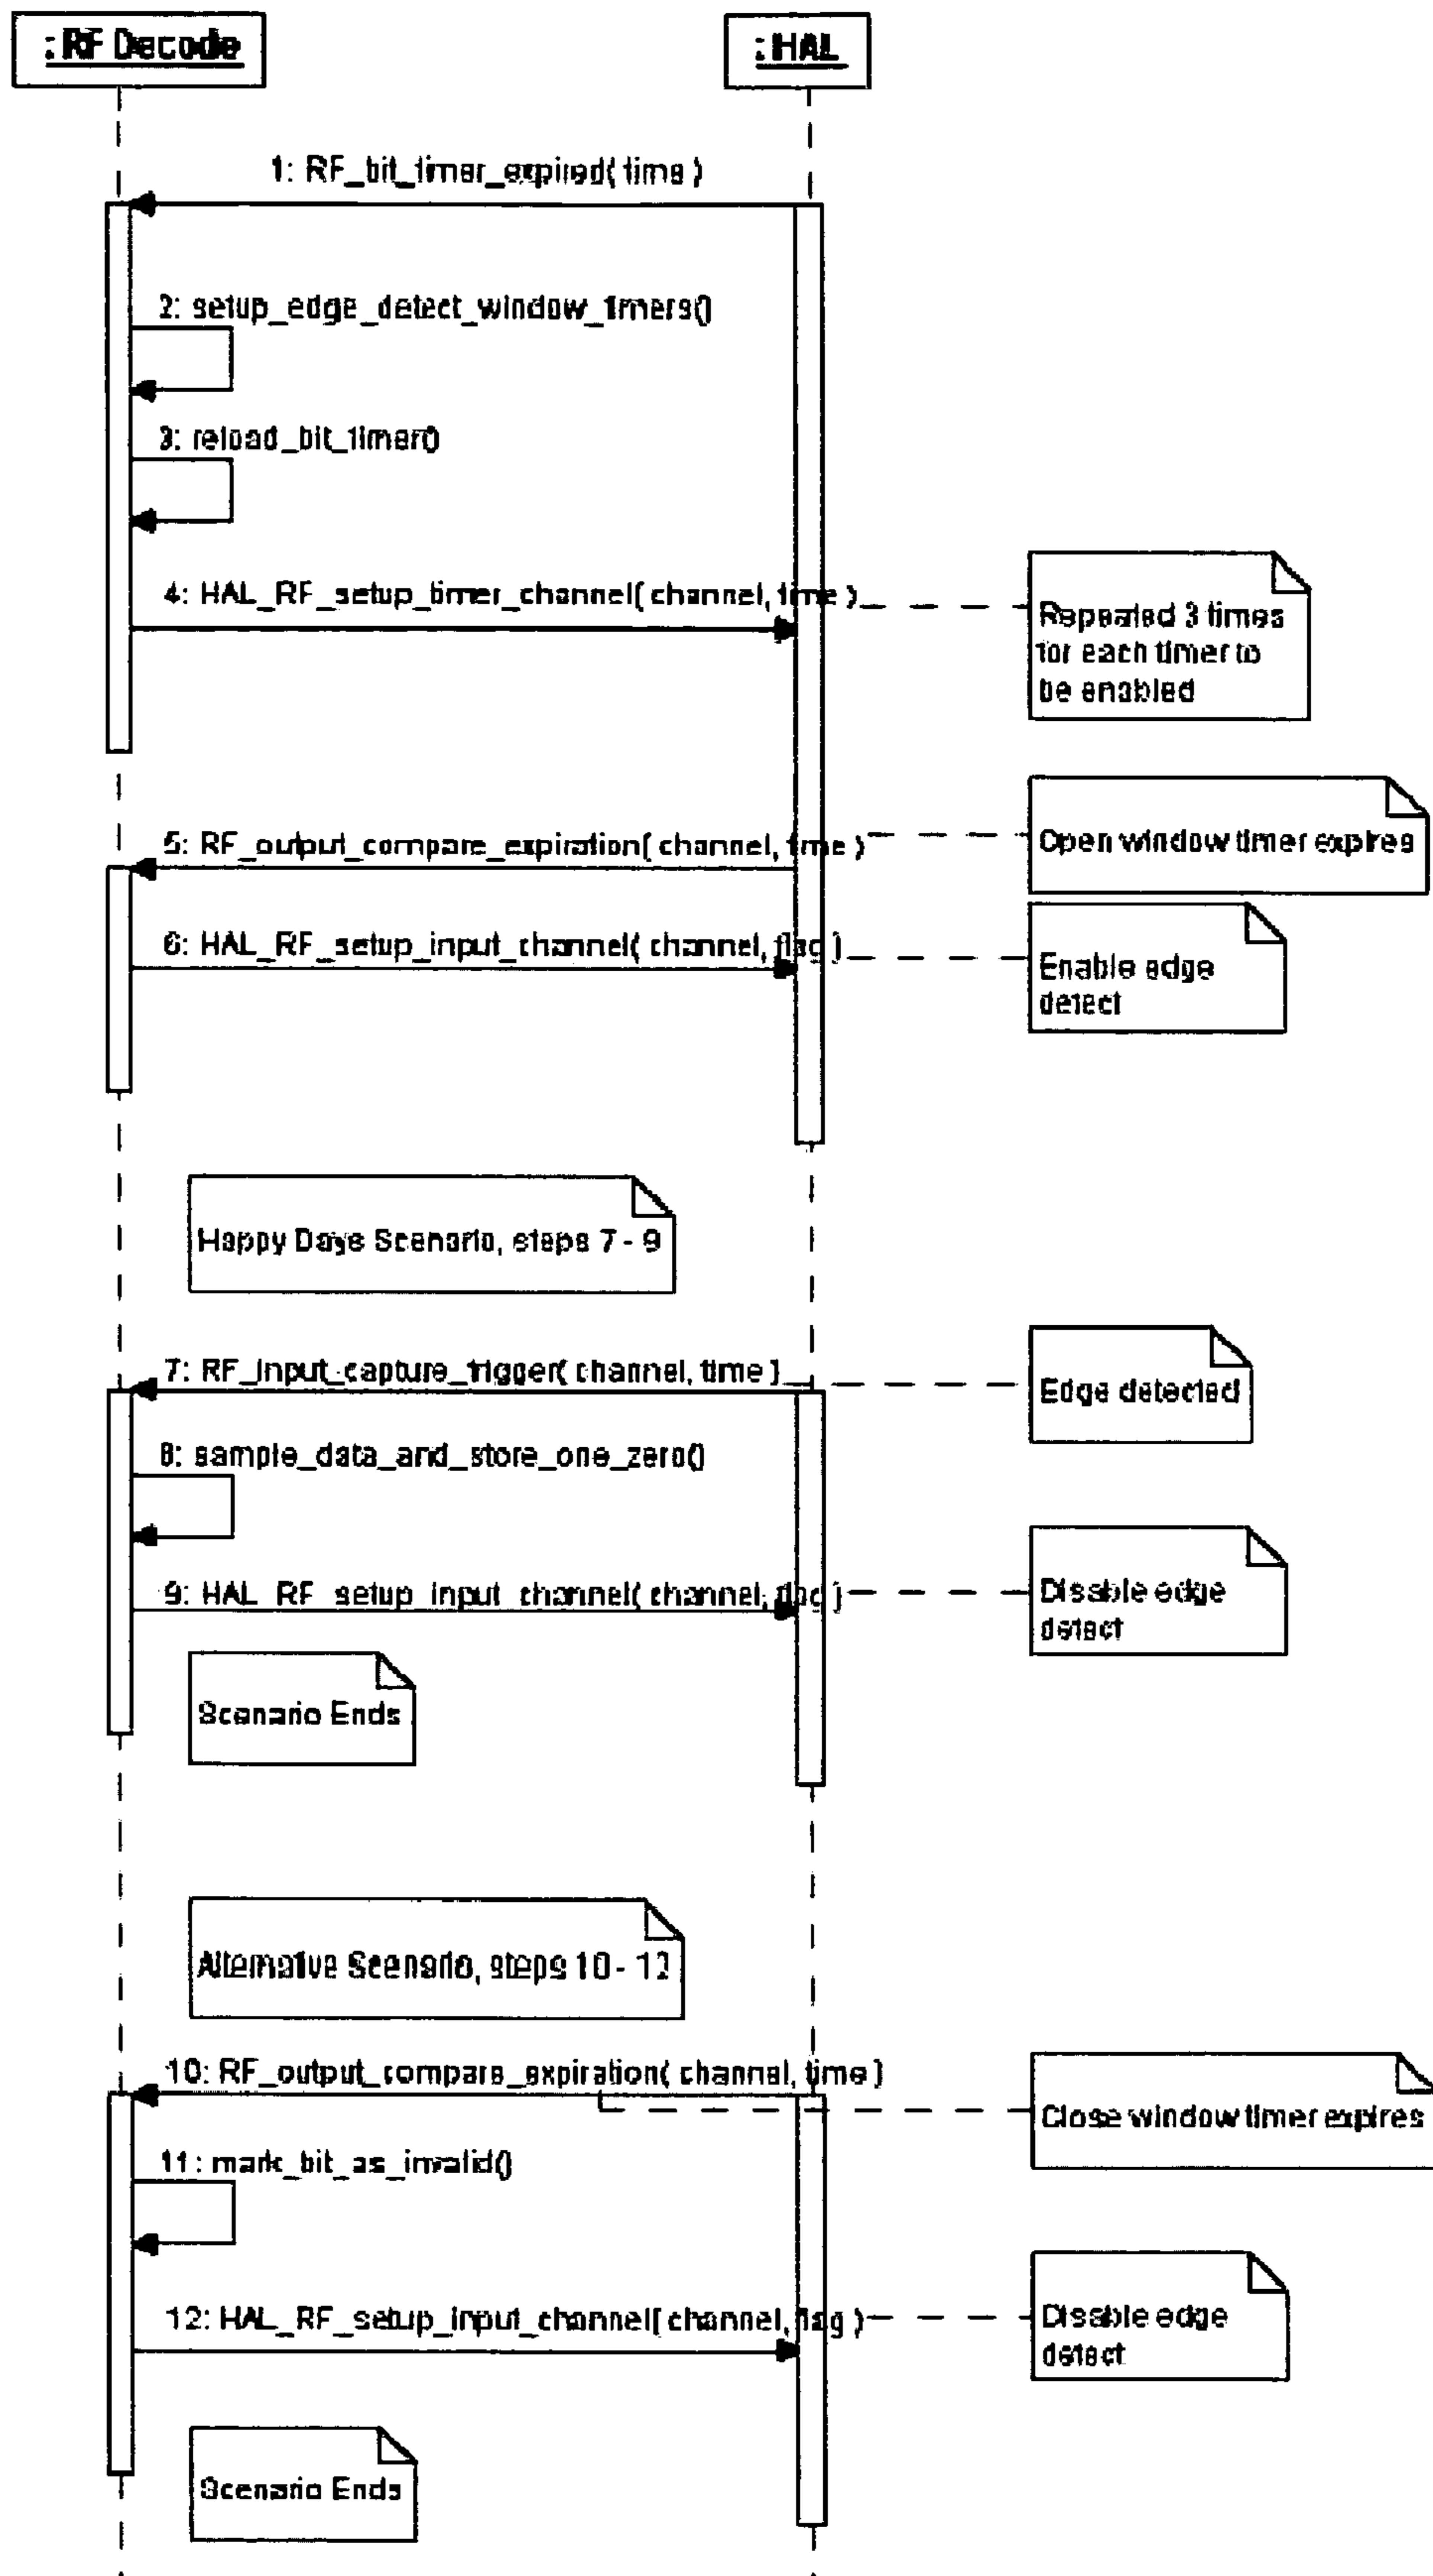 : RF Decode
: HAL
1: RF_bit_timer_expired( time )
2: setup_edge_detect_window_timers()
3: reload_bit_timer()
4: HAL_RF_setup_timer_channel( channel, time )
Repeated 3 times
for each timer to
be enabled
5: RF_output_compare_expiration( channel, time )
Open window timer expires
6: HAL_RF_setup_input_channel( channel, flag )
Enable edge
detect
Happy Days Scenario, steps 7 - 9
7: RF_input_capture_trigger( channel, time )
Edge detected
8: sample_data_and_store_one_zero()
9: HAL_RF_setup_input_channel( channel, flag )
Disable edge
detect
Scenario Ends
Alternative Scenario, steps 10 - 12
10: RF_output_compare_expiration( channel, time )
Close window timer expires
11: mark_bit_as_invalid()
12: HAL_RF_setup_input_channel( channel, flag )
Disable edge
detect
Scenario Ends